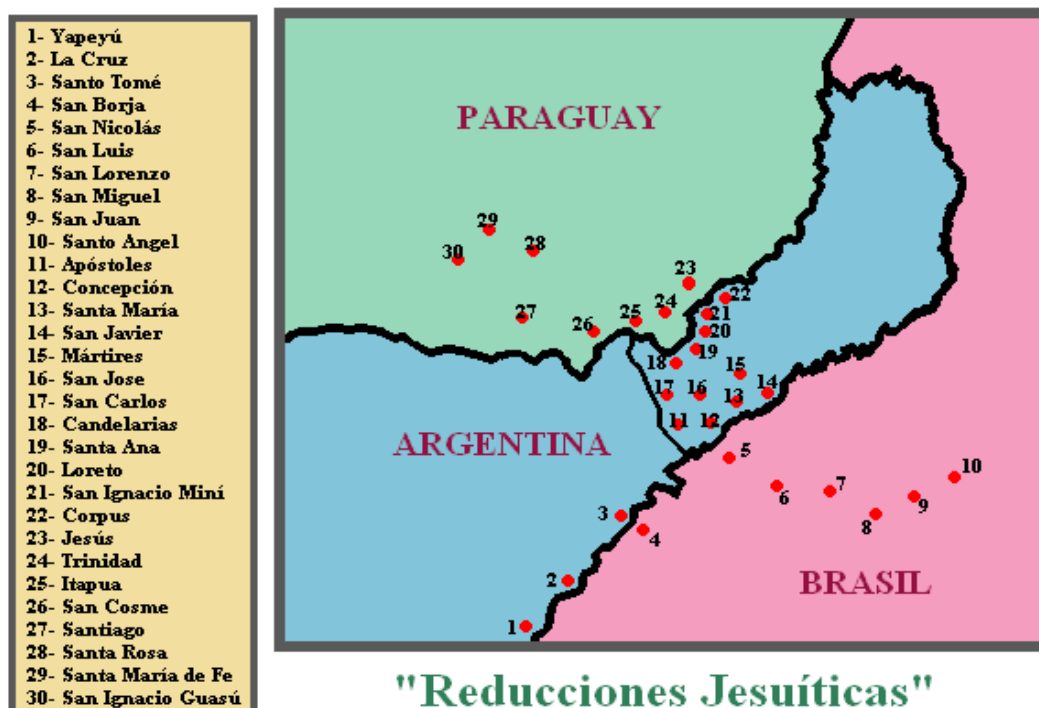 1- Yapeyú
2- La Cruz
3- Santo Tomé
4- San Borja
5- San Nicolás
6- San Luis
7- San Lorenzo
8- San Miguel
9- San Juan
10- Santo Angel
11- Apóstoles
12- Concepción
13- Santa María
14- San Javier
15- Mártires
16- San Jose
17- San Carlos
18- Candelarias
19- Santa Ana
20- Loreto
21- San Ignacio Miní
22- Corpus
23- Jesús
24- Trinidad
25- Itapua
26- San Cosme
27- Santiago
28- Santa Rosa
29- Santa María de Fe
30- San Ignacio Guasú
PARAGUAY
29
28
30
23
22
24
21
27
26
25
20
19
18
15
17
16
13
14
11
12
ARGENTINA
5
10
6
7
9
3
8
4
2
BRASIL
1
"Reducciones Jesuíticas"